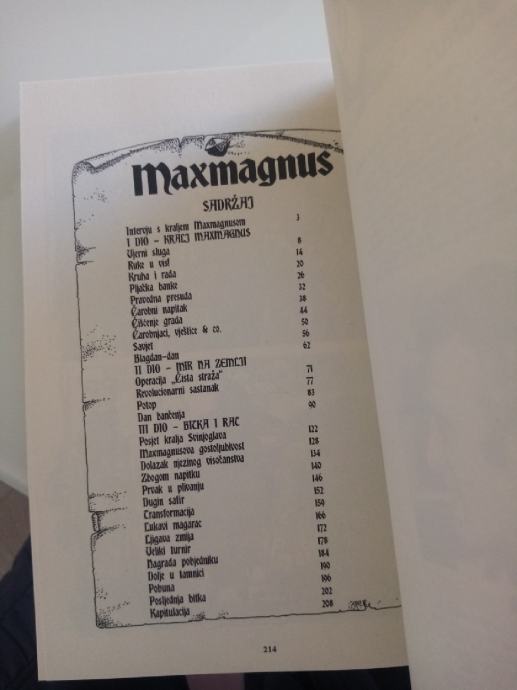 Maxmagnus
SADRŽAJ
Intervju s kraljem Maxmagnusom 3
I DIO – KRALJ MAXMAGNUS
Vjerni sluga 8
Ruke u vis! 14
Kruha i rada 20
Pljačka banke 26
Pravedna presuda 32
Čarobni napitak 38
Čišćenje grada 44
Čarobnjaci, vještice & co. 50
Savjet 56
Blagdan-dan 62
II DIO – MIR NA ZEMLJI
Operacija „Čista straža" 71
Revolucionarni sastanak 77
Potop 83
Dan bančenja 90
III DIO – BITKA I RAT
Posjet kralja Svinjoglava 122
Maxmagnusova gostoljubivost 128
Dolazak njezinog visočanstva 134
Zbogom napitku 140
Prvak u plivanju 146
Dugin safir 152
Transformacija 159
Lukavi magarac 166
Ljigava zmija 172
Veliki turnir 178
Nagrada pobjedniku 184
Dolje u tamnici 190
Pobuna 196
Posljednja bitka 202
Kapitulacija 208
214